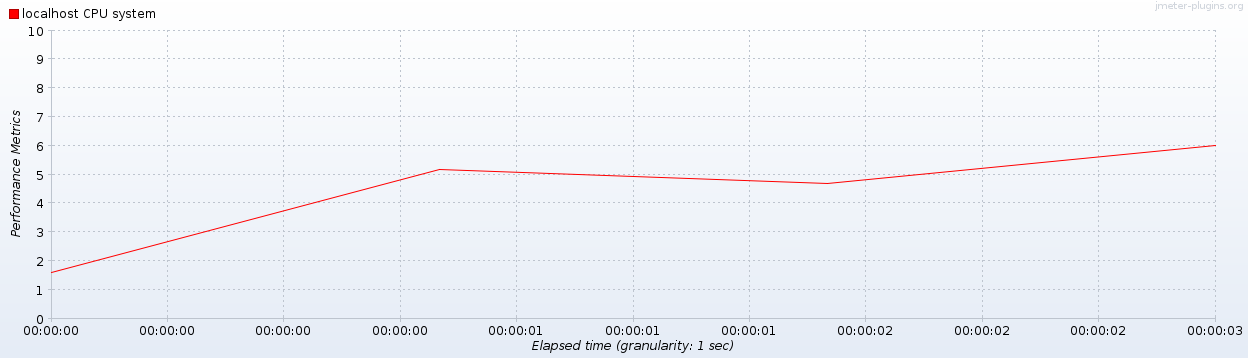 localhost CPU system
jmeter-plugins.org
10
9
8
7
6
5
4
3
2
1
0
Performance Metrics
00:00:00 00:00:00 00:00:00 00:00:00 00:00:01 00:00:01 00:00:01 00:00:02 00:00:02 00:00:02 00:00:03
Elapsed time (granularity: 1 sec)